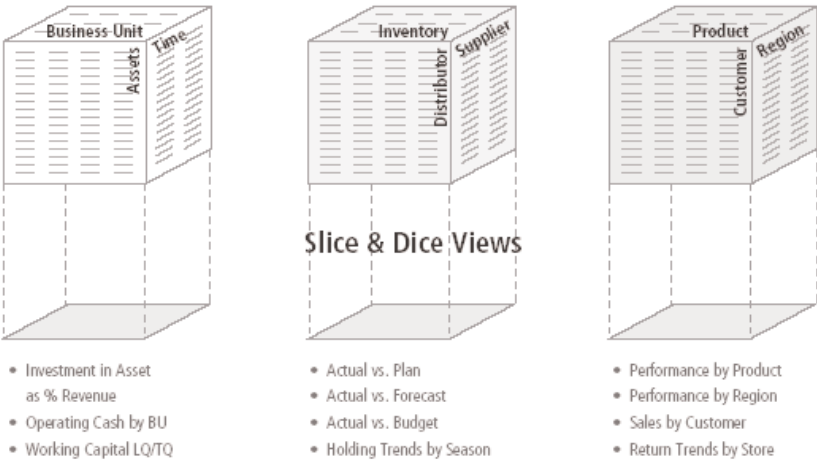 Business Unit
Time
Assets
Inventory
Supplier
Distributor
Product
Region
Customer
Slice & Dice Views
• Investment in Asset
as % Revenue
• Operating Cash by BU
• Working Capital LQ/TQ
• Actual vs. Plan
• Actual vs. Forecast
• Actual vs. Budget
• Holding Trends by Season
• Performance by Product
• Performance by Region
• Sales by Customer
• Return Trends by Store